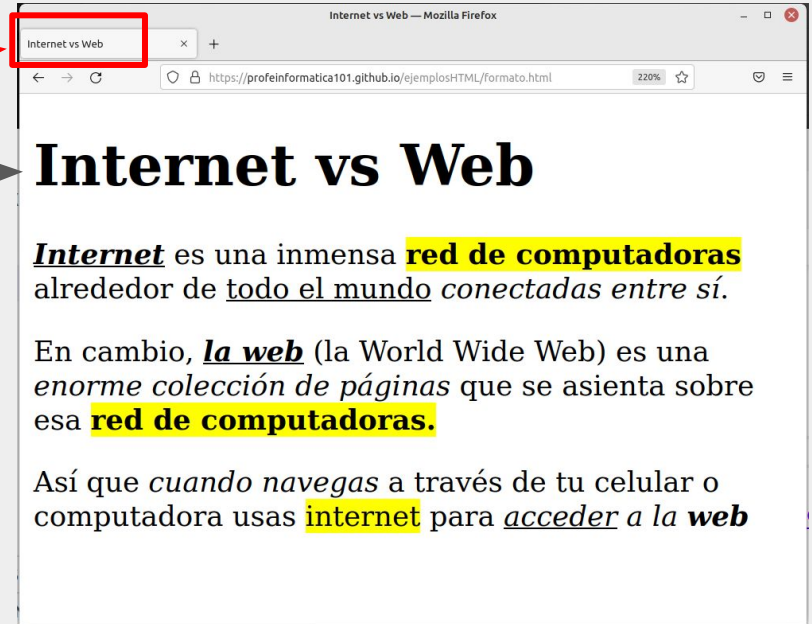 Internet vs Web — Mozilla Firefox
Internet vs Web
https://profeinformatica101.github.io/ejemplosHTML/formato.html 220%
Internet vs Web
Internet es una inmensa red de computadoras
alrededor de todo el mundo conectadas entre sí.
En cambio, la web (la World Wide Web) es una
enorme colección de páginas que se asienta sobre
esa red de computadoras.
Así que cuando navegas a través de tu celular o
computadora usas internet para acceder a la web